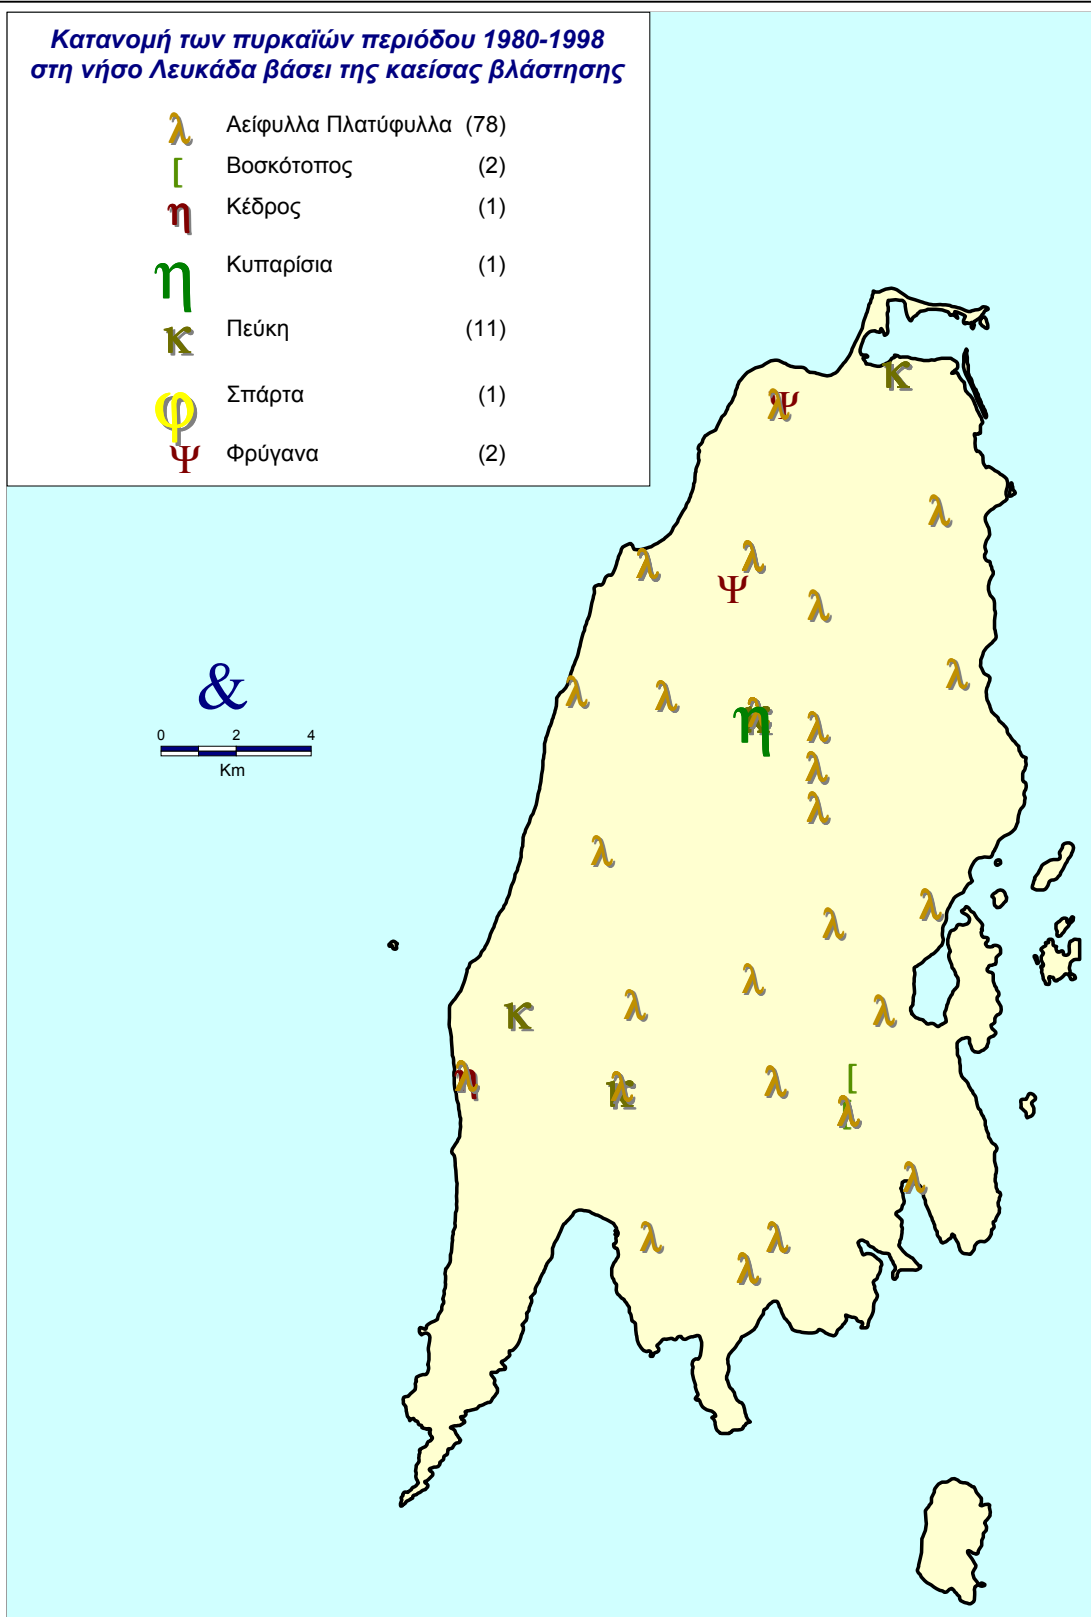 Κατανομή των πυρκαϊών περιόδου 1980-1998
στη νήσο Λευκάδα βάσει της καείσας βλάστησης
λ Αείφυλλα Πλατύφυλλα (78)
[ Βοσκότοπος (2)
η Κέδρος (1)
η Κυπαρίσια (1)
κ Πεύκη (11)
φ Σπάρτα (1)
Ψ Φρύγανα (2)
κ
λ Ψ
λ
λ λ
Ψ
λ
λ
λ λ
&
λ η λ
0 2 4
Km
λ
λ
λ
λ
λ
λ
λ
λ
κ
λ
λ η
κ λ
λ
[
λ [
λ
λ
λ
λ